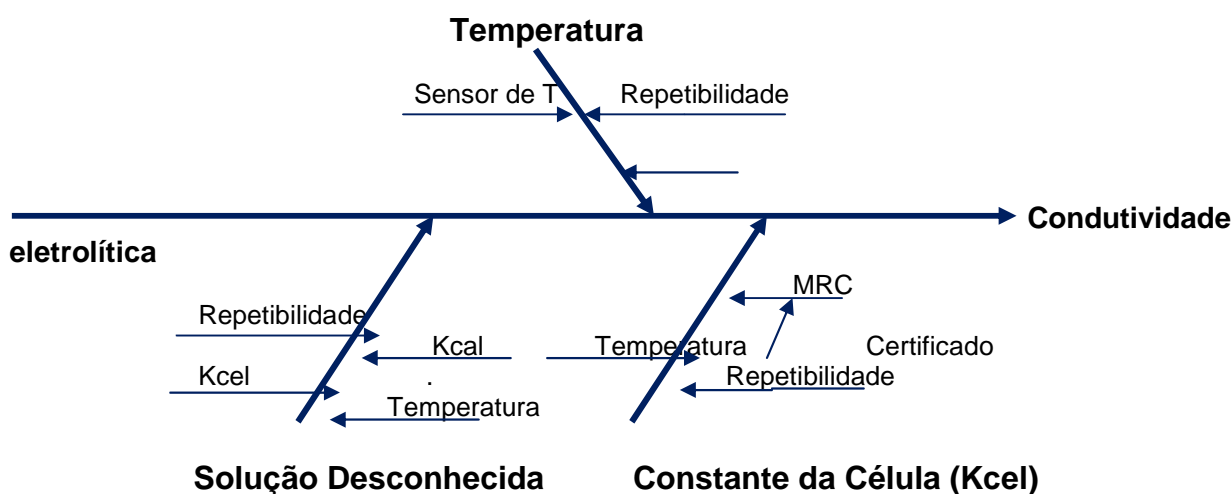 Temperatura
Sensor de T Repetibilidade
Condutividade
eletrolítica
MRC
Repetibilidade
Kcal Temperatura Certificado
Kcel . Repetibilidade
Temperatura
Solução Desconhecida Constante da Célula (Kcel)